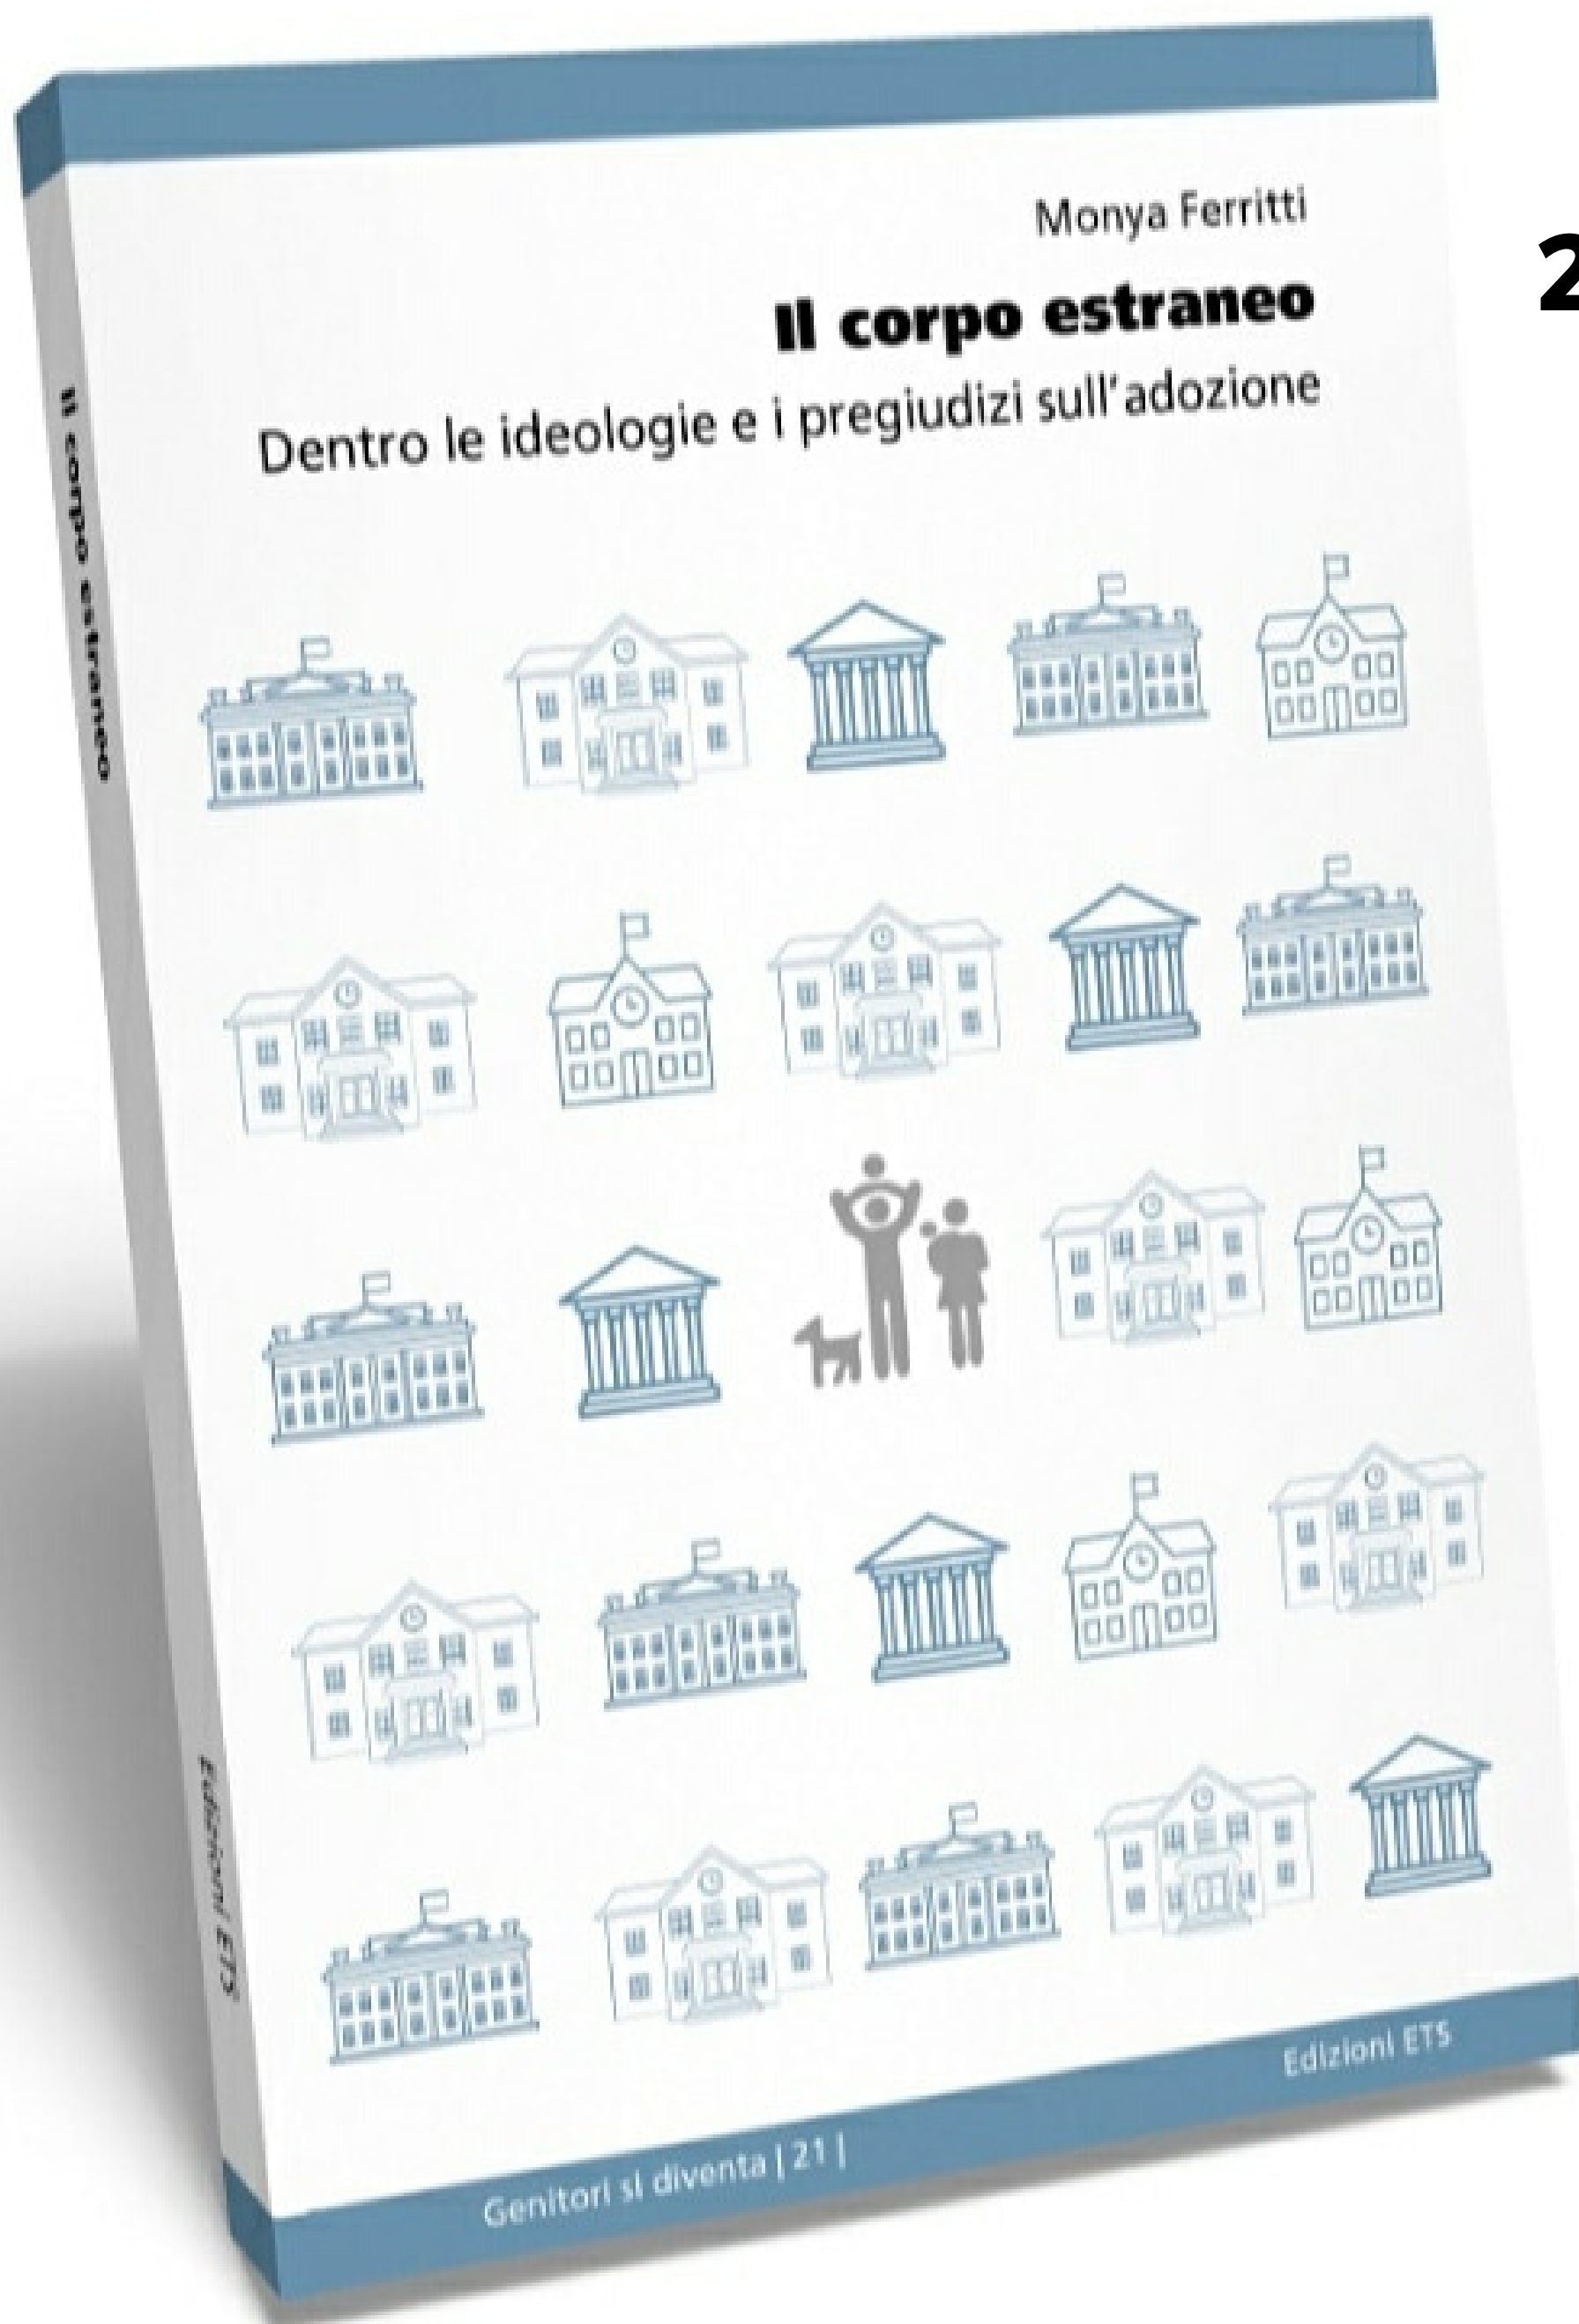 Monya Ferritti
2
Il corpo estraneo
Dentro le ideologie e i pregiudizi sull'adozione
Il corpo estraneo
Edizioni ETS
Edizioni ETS
Genitori si diventa | 21 |